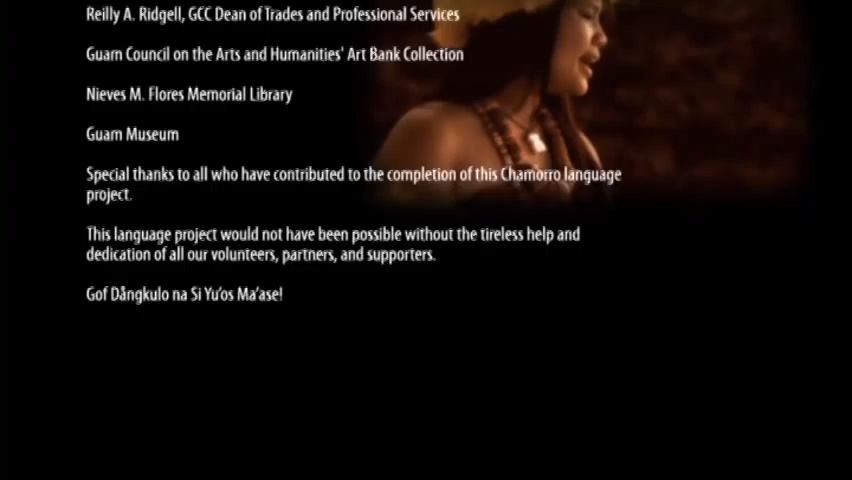 Reilly A. Ridgell, GCC Dean of Trades and Professional Services
Guam Council on the Arts and Humanities' Art Bank Collection
Nieves M. Flores Memorial Library
Guam Museum
Special thanks to all who have contributed to the completion of this Chamorro language
project.
This language project would not have been possible without the tireless help and
dedication of all our volunteers, partners, and supporters.
Gof Dångkulo na Si Yu'os Ma'ase!